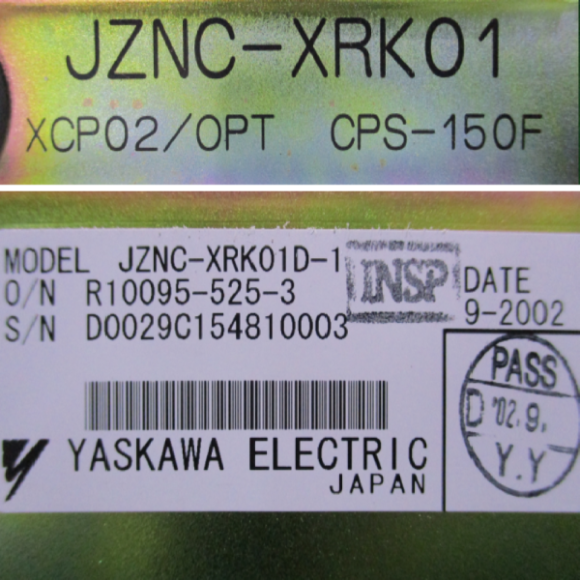 JZNC-XRK01
XCP02/OPT CPS-150F
MODEL JZNC-XRK01D-1
INSP
DATE
O/N R10095-525-3
9-2002
S/N D0029C154810003
PASS
D '02.9.
Y.Y
YASKAWA ELECTRIC
JAPAN